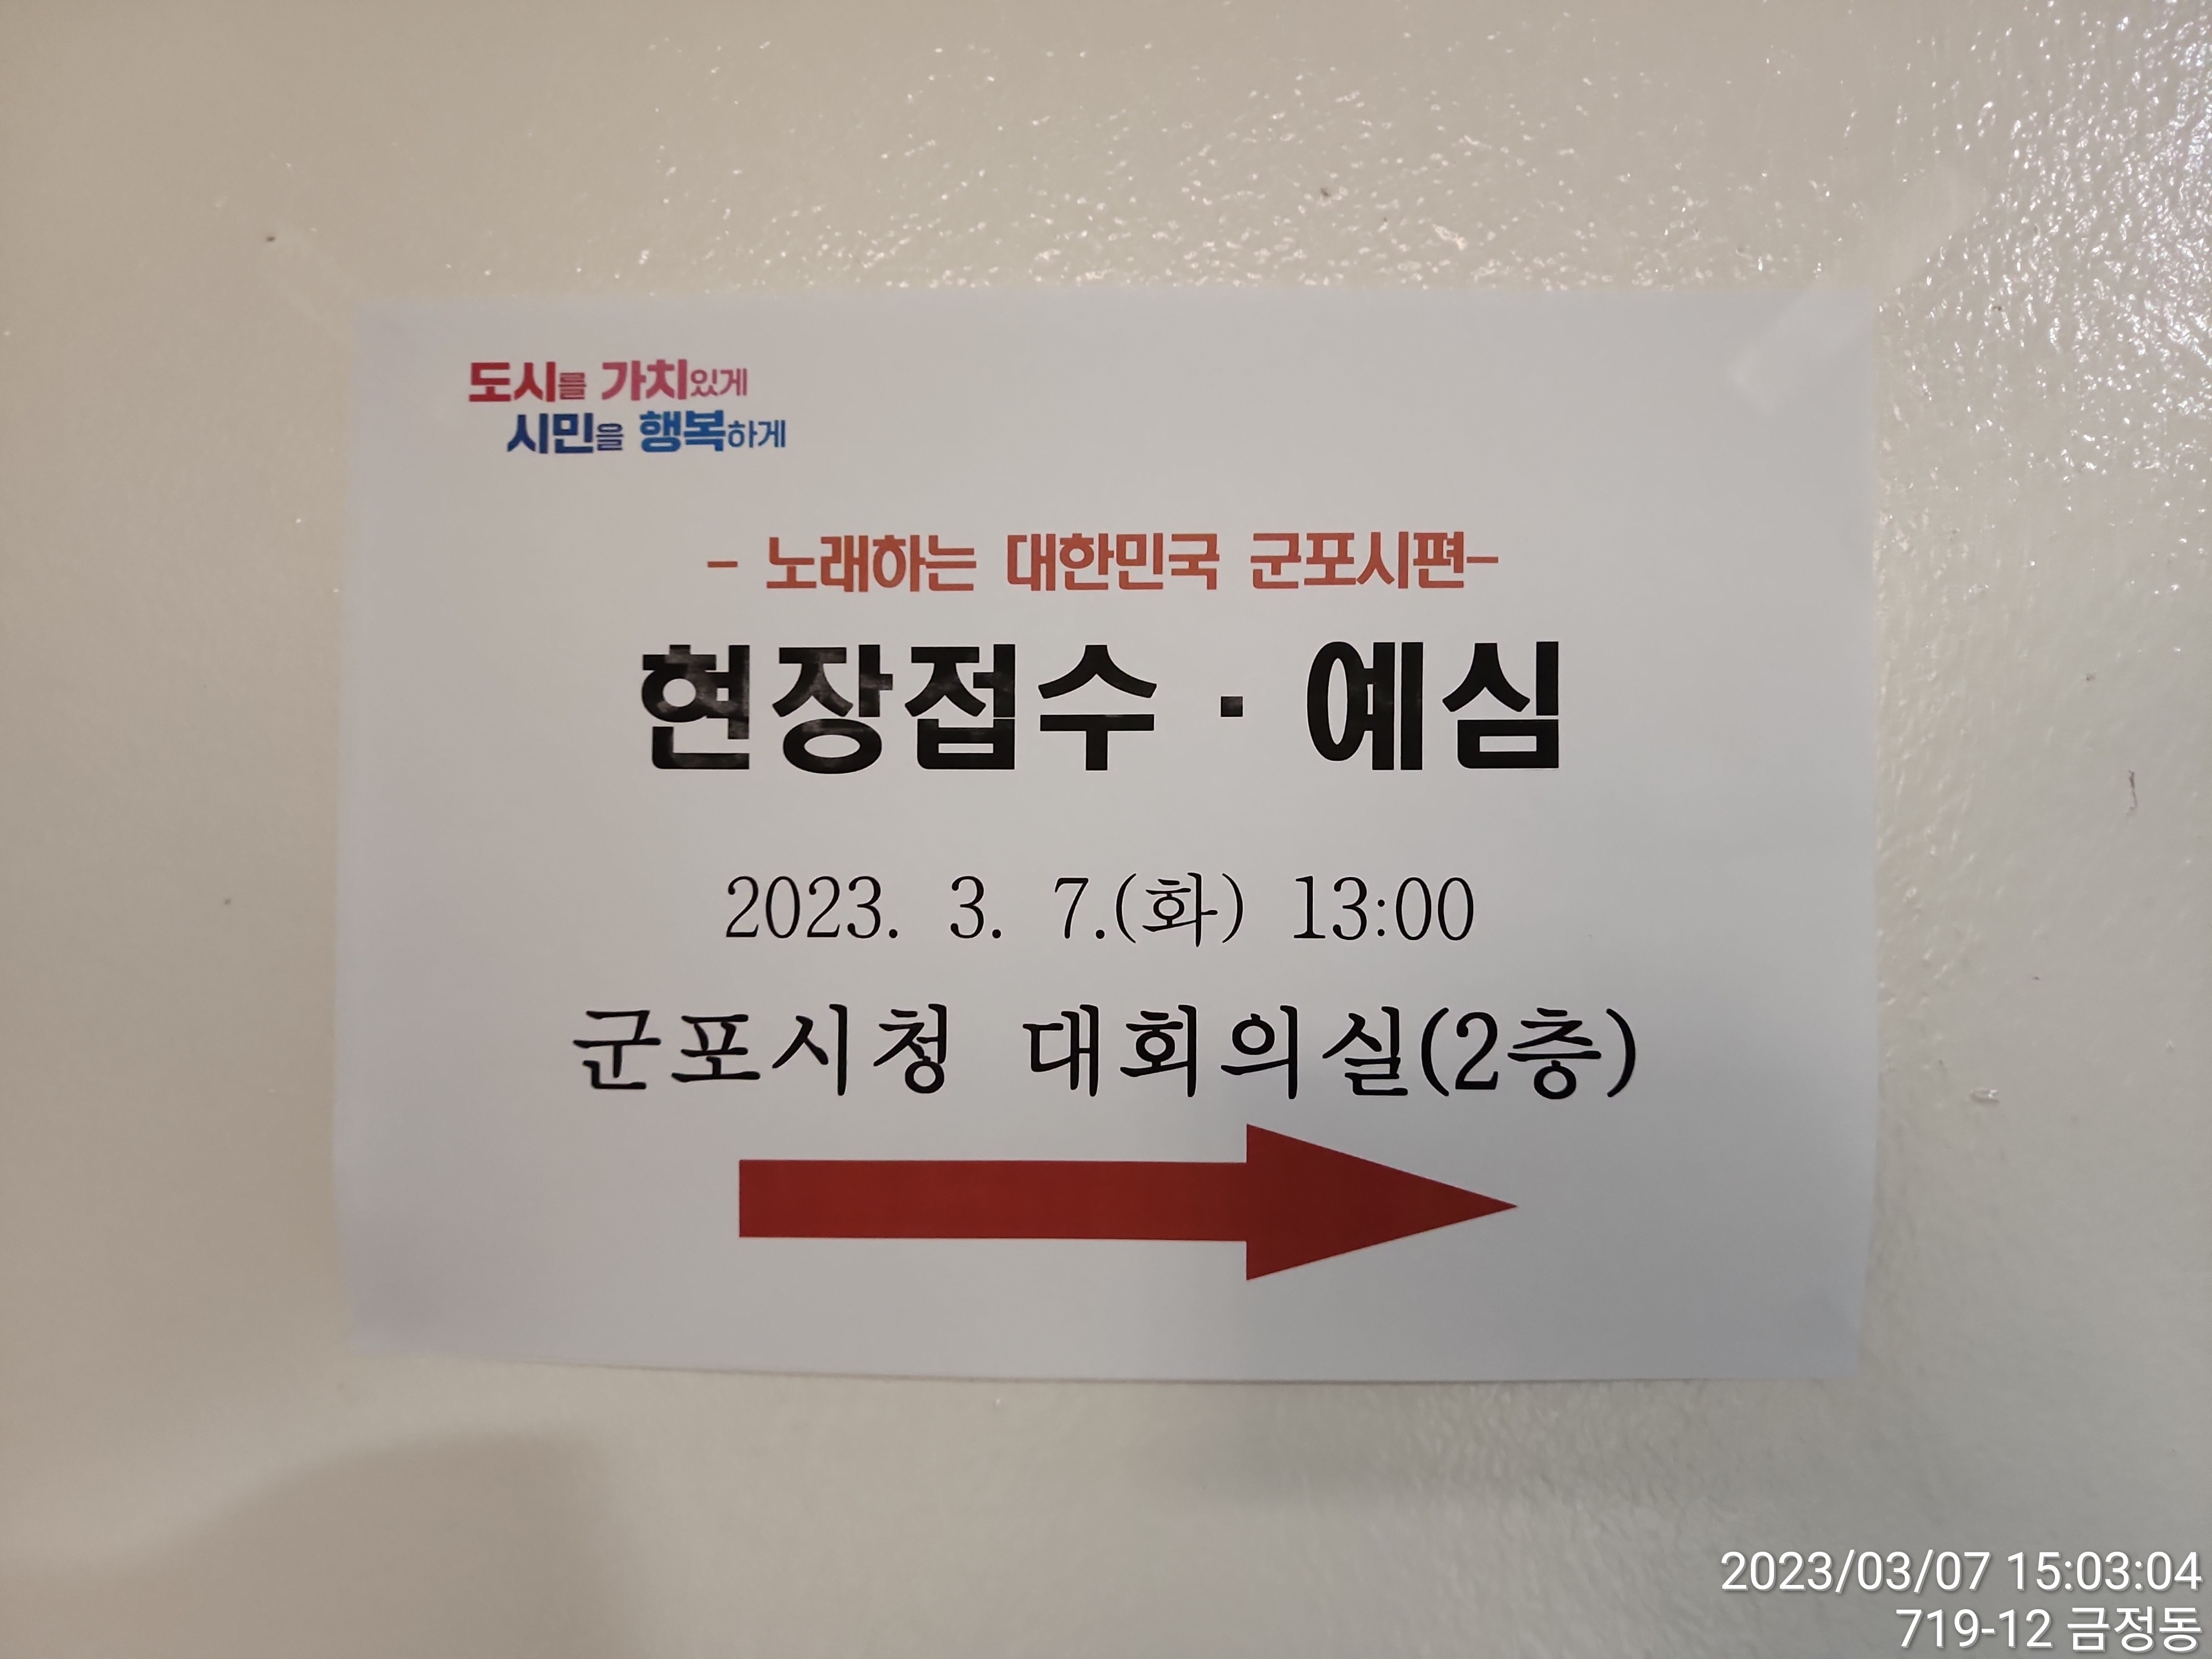 도시를 가치있게
시민을 행복하게
- 노래하는 대한민국 군포시편-
현장접수 · 예심
2023. 3. 7.(화) 13:00
군포시청 대회의실(2층)
2023/03/07 15:03:04
719-12 금정동